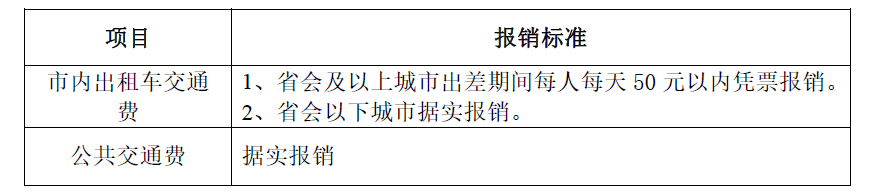 项目 报销标准
市内出租车交通费
1、省会及以上城市出差期间每人每天 50 元以内凭票报销。
2、省会以下城市据实报销。
公共交通费 据实报销